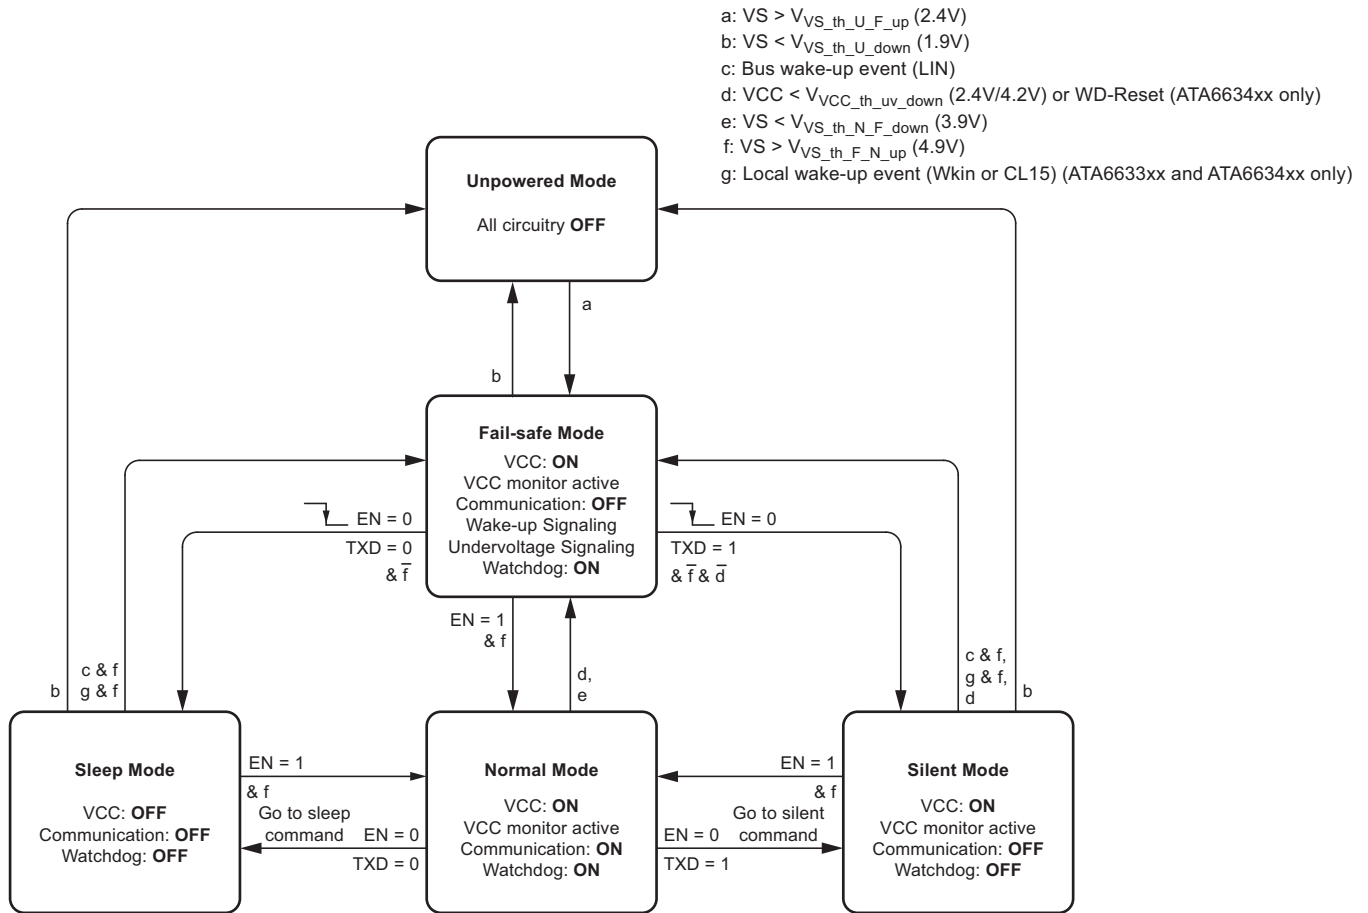 a: VS > V_VS_th_U_F_up (2.4V)
b: VS < V_VS_th_U_down (1.9V)
c: Bus wake-up event (LIN)
d: VCC < V_VCC_th_uv_down (2.4V/4.2V) or WD-Reset (ATA6634xx only)
e: VS < V_VS_th_N_F_down (3.9V)
f: VS > V_VS_th_F_N_up (4.9V)
g: Local wake-up event (Wkin or CL15) (ATA6633xx and ATA6634xx only)
Unpowered Mode
All circuitry OFF
a
b
Fail-safe Mode
VCC: ON
VCC monitor active
Communication: OFF
Wake-up Signaling
Undervoltage Signaling
Watchdog: ON
EN = 0
TXD = 0
& f̅
EN = 0
TXD = 1
& f̅ & d̅
EN = 1
& f
d,
e
b
c & f
g & f
c & f,
g & f,
d
b
Sleep Mode
VCC: OFF
Communication: OFF
Watchdog: OFF
EN = 1
& f
Go to sleep
command
EN = 0
TXD = 0
Normal Mode
VCC: ON
VCC monitor active
Communication: ON
Watchdog: ON
EN = 1
& f
Go to silent
command
EN = 0
TXD = 1
Silent Mode
VCC: ON
VCC monitor active
Communication: OFF
Watchdog: OFF